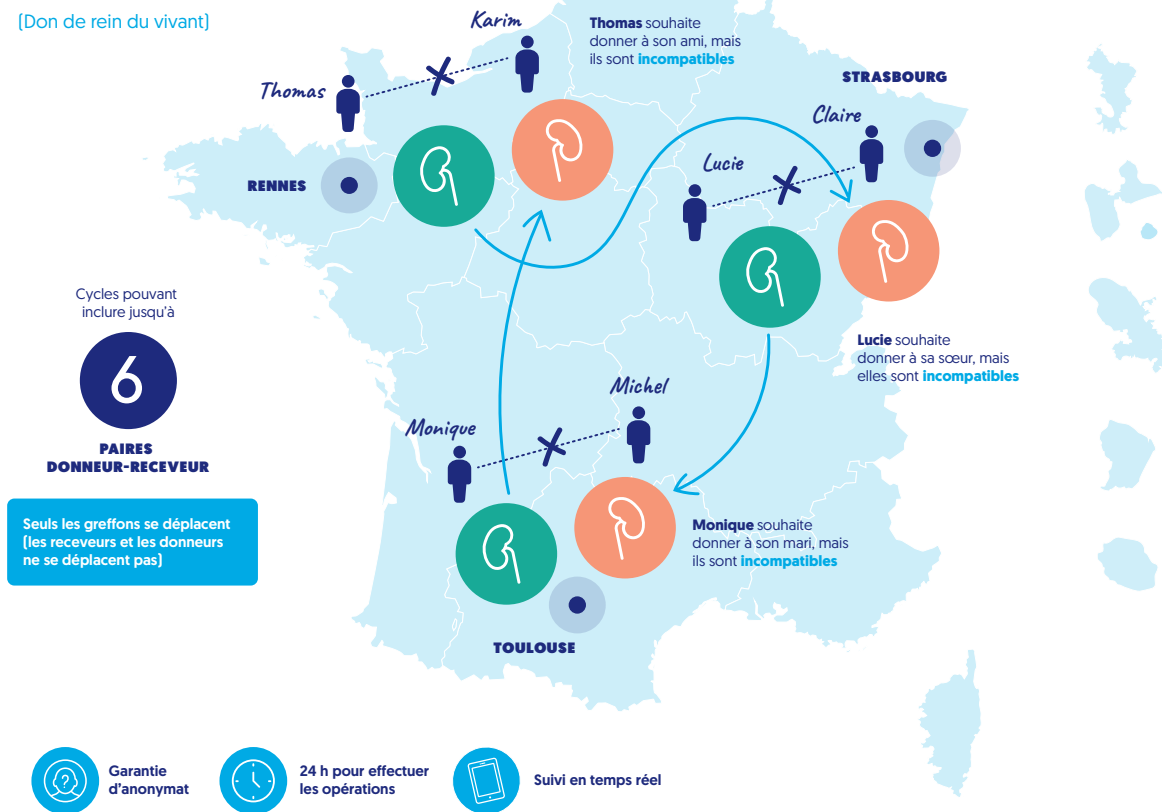 (Don de rein du vivant)
Karim
Thomas
Thomas souhaite
donner à son ami, mais
ils sont incompatibles
RENNES
STRASBOURG
Claire
Lucie
Lucie souhaite
donner à sa sœur, mais
elles sont incompatibles
Cycles pouvant
inclure jusqu'à
6
PAIRES
DONNEUR-RECEVEUR
Seuls les greffons se déplacent
(les receveurs et les donneurs
ne se déplacent pas)
Michel
Monique
Monique souhaite
donner à son mari, mais
ils sont incompatibles
TOULOUSE
?
Garantie
d'anonymat
24 h pour effectuer
les opérations
Suivi en temps réel